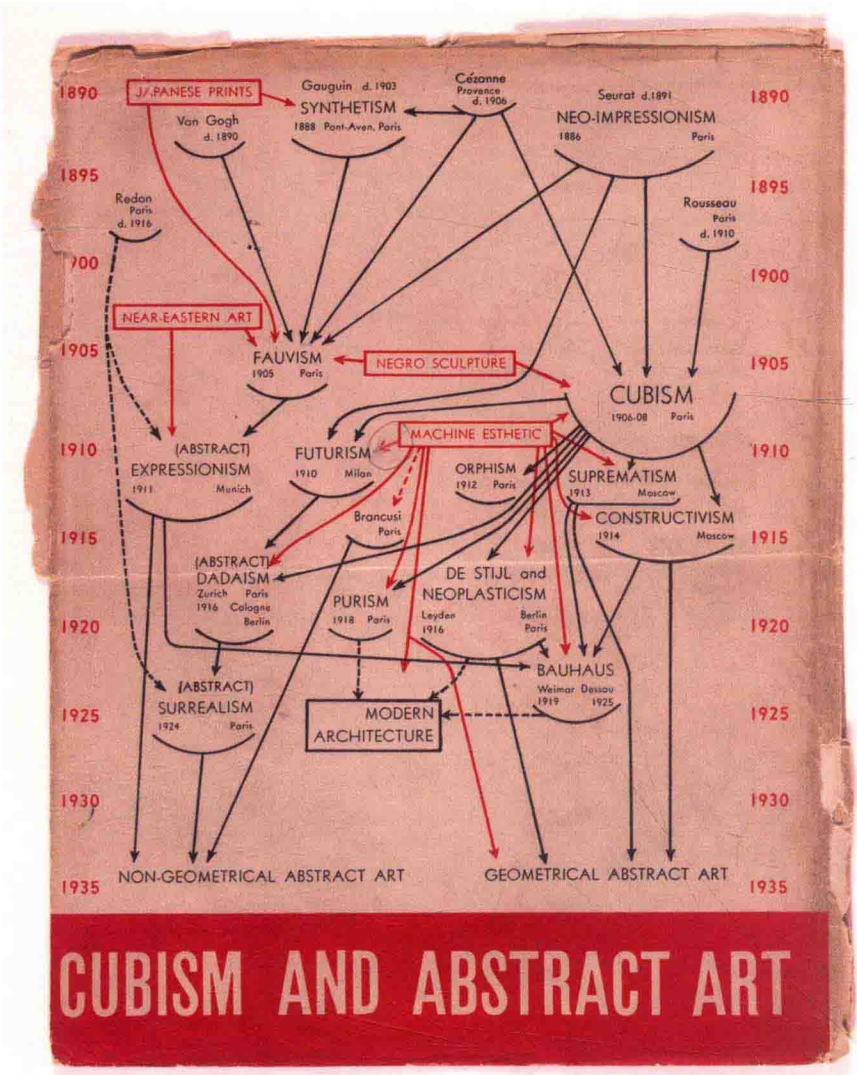 1890
JAPANESE PRINTS
Gauguin d. 1903
SYNTHETISM
1888 Pont-Aven, Paris
Cézanne
Provence
d. 1906
Seurat d.1891
NEO-IMPRESSIONISM
1886 Paris
1890
Van Gogh
d. 1890
1895
1895
Redon
Paris
d. 1916
Rousseau
Paris
d. 1910
1900
1900
NEAR-EASTERN ART
1905
FAUVISM
1905 Paris
NEGRO SCULPTURE
1905
CUBISM
1906-08 Paris
1910
(ABSTRACT)
EXPRESSIONISM
1911 Munich
FUTURISM
1910 Milan
MACHINE ESTHETIC
ORPHISM
1912 Paris
SUPREMATISM
1913 Moscow
1910
Brancusi
Paris
CONSTRUCTIVISM
1914 Moscow
1915
1915
(ABSTRACT)
DADAISM
Zurich Paris
1916 Cologne
Berlin
PURISM
1918 Paris
DE STIJL and
NEOPLASTICISM
Leyden Berlin
1916 Paris
1920
1920
BAUHAUS
Weimar Dessau
1919 1925
(ABSTRACT)
SURREALISM
1924 Paris
MODERN
ARCHITECTURE
1925
1925
1930
1930
NON-GEOMETRICAL ABSTRACT ART
GEOMETRICAL ABSTRACT ART
1935
1935
CUBISM AND ABSTRACT ART